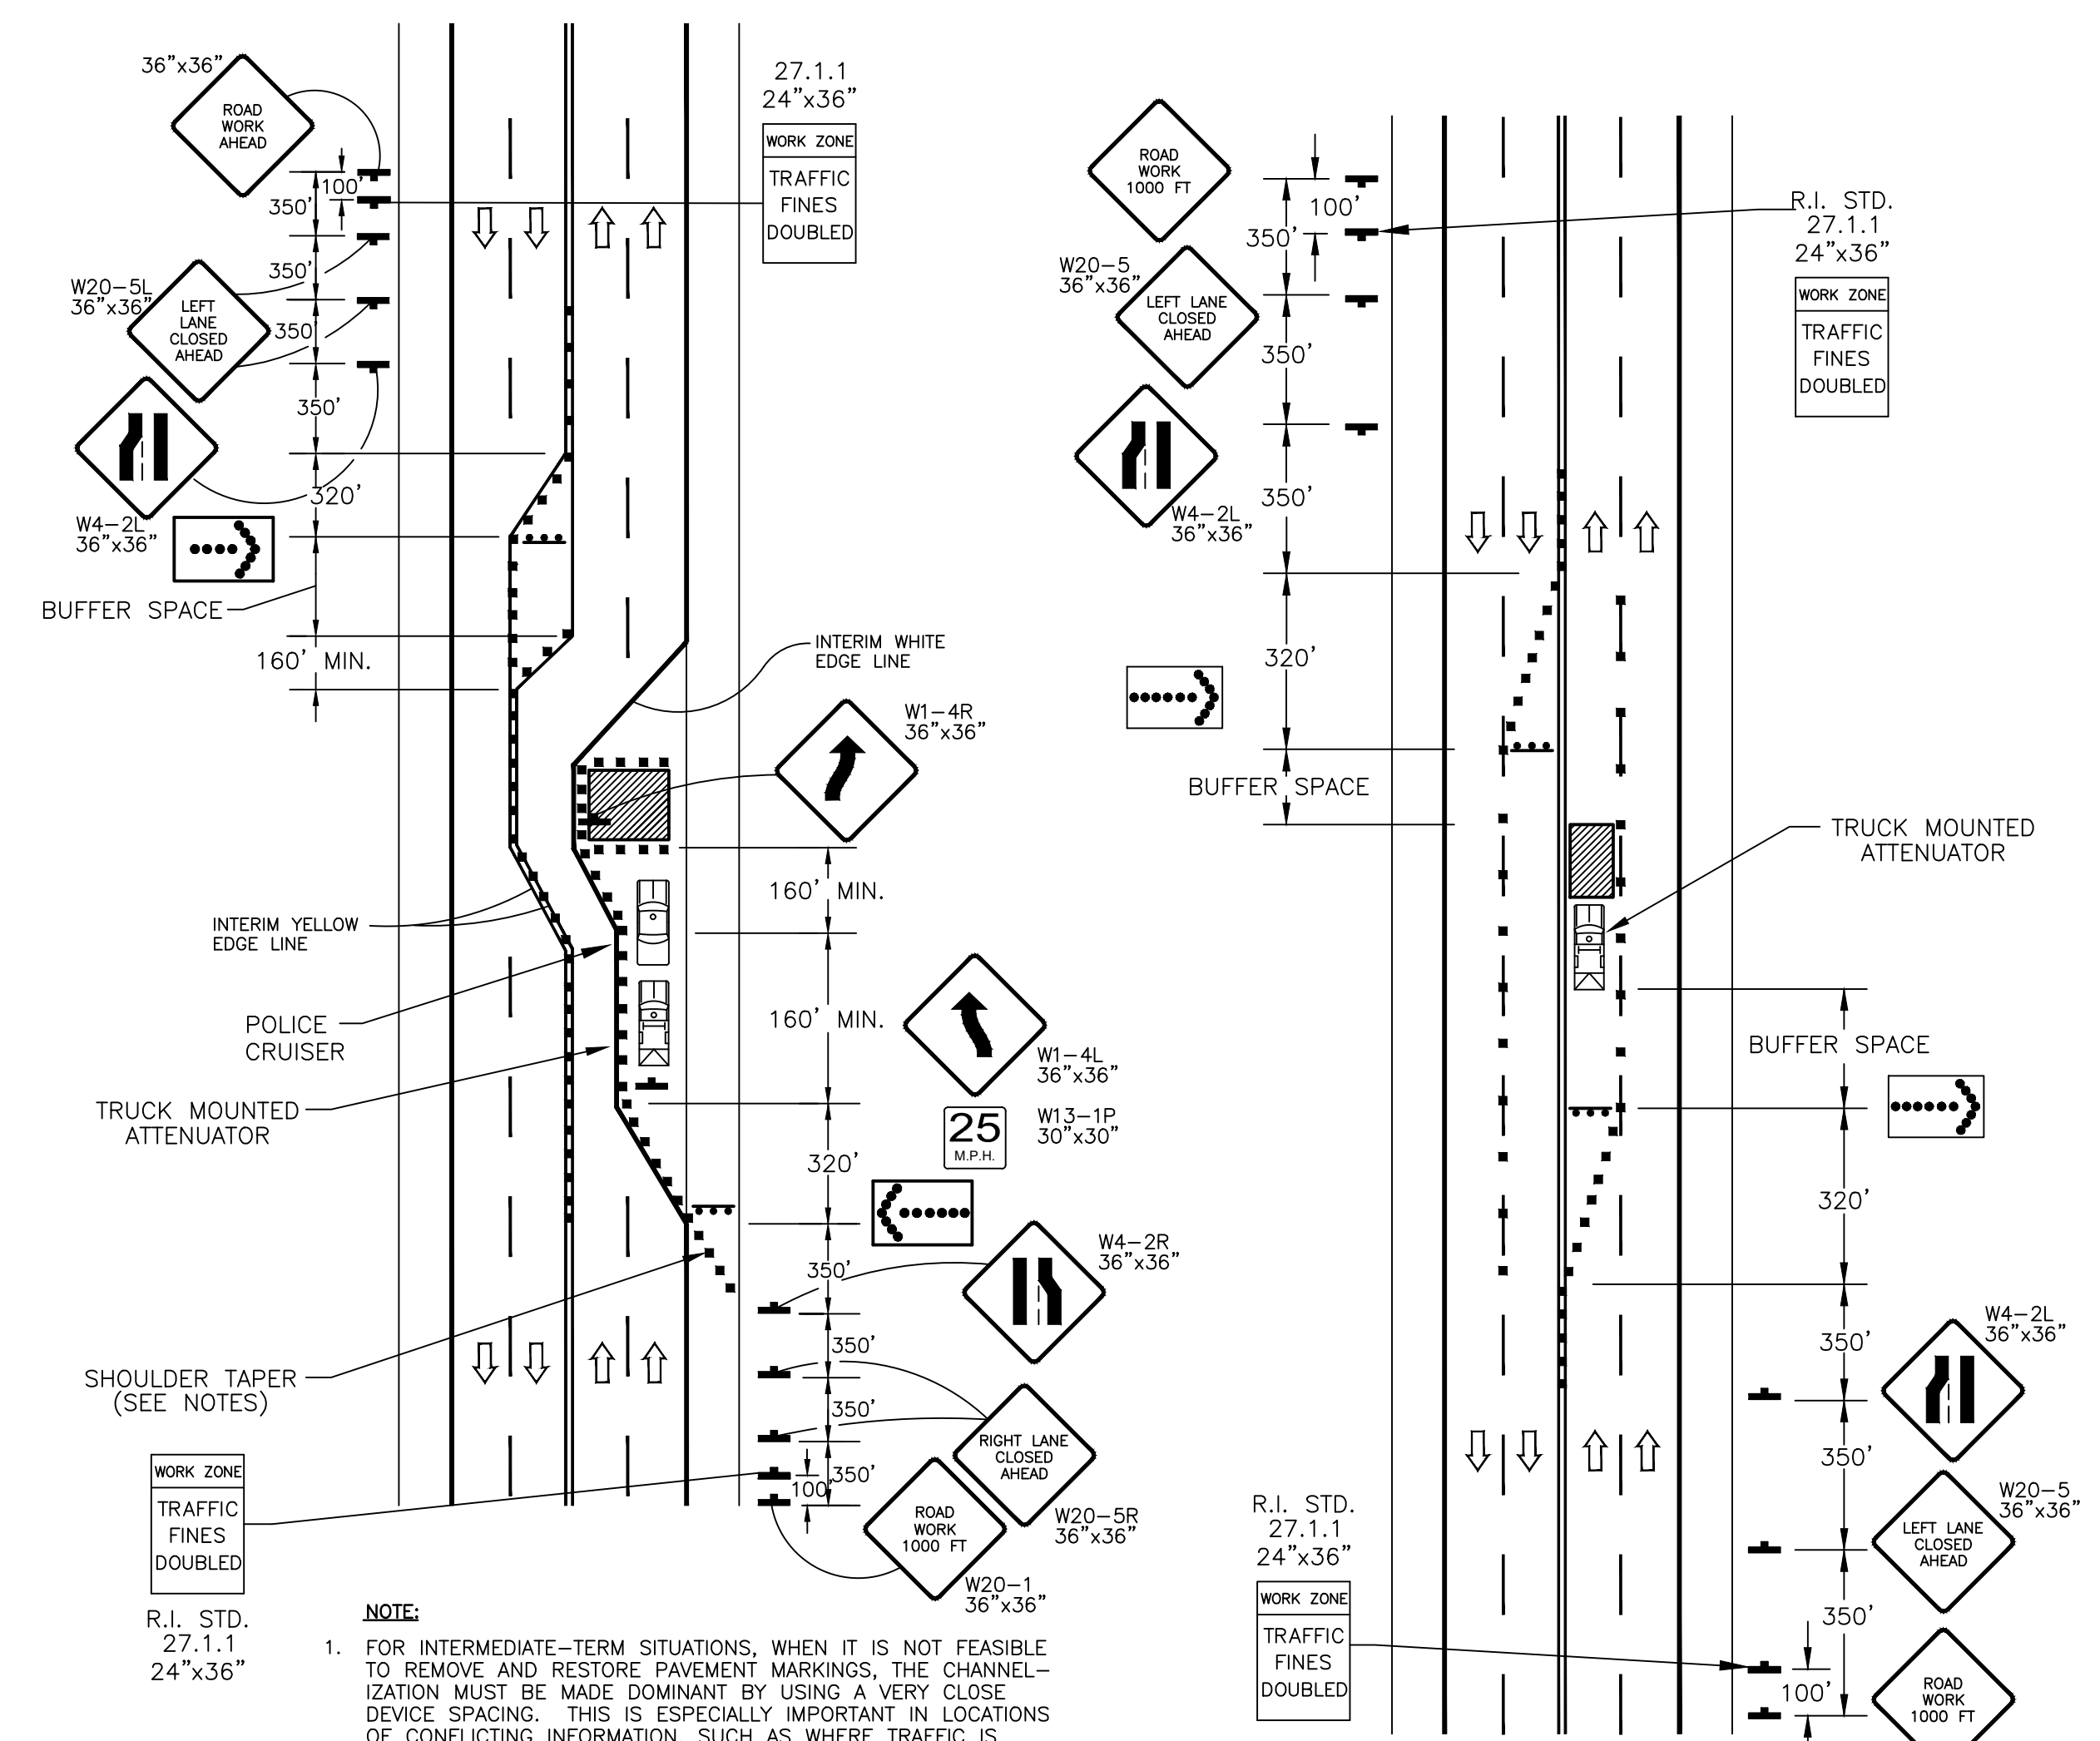 36”x36”
ROAD
WORK
AHEAD
27.1.1
24”x36”
WORK ZONE
TRAFFIC
FINES
DOUBLED
100’
350’
350’
W20–5L
36”x36”
LEFT
LANE
CLOSED
AHEAD
350’
350’
320’
W4–2L
36”x36”
BUFFER SPACE
160’ MIN.
INTERIM WHITE
EDGE LINE
W1–4R
36”x36”
160’ MIN.
INTERIM YELLOW
EDGE LINE
POLICE
CRUISER
160’ MIN.
W1–4L
36”x36”
TRUCK MOUNTED
ATTENUATOR
25
M.P.H.
W13–1P
30”x30”
320’
W4–2R
36”x36”
350’
350’
SHOULDER TAPER
(SEE NOTES)
350’
RIGHT LANE
CLOSED
AHEAD
350’
100’
WORK ZONE
TRAFFIC
FINES
DOUBLED
ROAD
WORK
1000 FT
W20–5R
36”x36”
W20–1
36”x36”
R.I. STD.
27.1.1
24”x36”
NOTE:
1. FOR INTERMEDIATE–TERM SITUATIONS, WHEN IT IS NOT FEASIBLE
TO REMOVE AND RESTORE PAVEMENT MARKINGS, THE CHANNEL–
IZATION MUST BE MADE DOMINANT BY USING A VERY CLOSE
DEVICE SPACING. THIS IS ESPECIALLY IMPORTANT IN LOCATIONS
OF CONFLICTING INFORMATION, SUCH AS WHERE TRAFFIC IS
ROAD
WORK
1000 FT
100’
350’
R.I. STD.
27.1.1
24”x36”
WORK ZONE
TRAFFIC
FINES
DOUBLED
W20–5
36”x36”
LEFT LANE
CLOSED
AHEAD
350’
350’
W4–2L
36”x36”
320’
BUFFER SPACE
TRUCK MOUNTED
ATTENUATOR
BUFFER SPACE
320’
W4–2L
36”x36”
350’
350’
W20–5
36”x36”
LEFT LANE
CLOSED
AHEAD
R.I. STD.
27.1.1
24”x36”
WORK ZONE
TRAFFIC
FINES
DOUBLED
350’
100’
ROAD
WORK
1000 FT